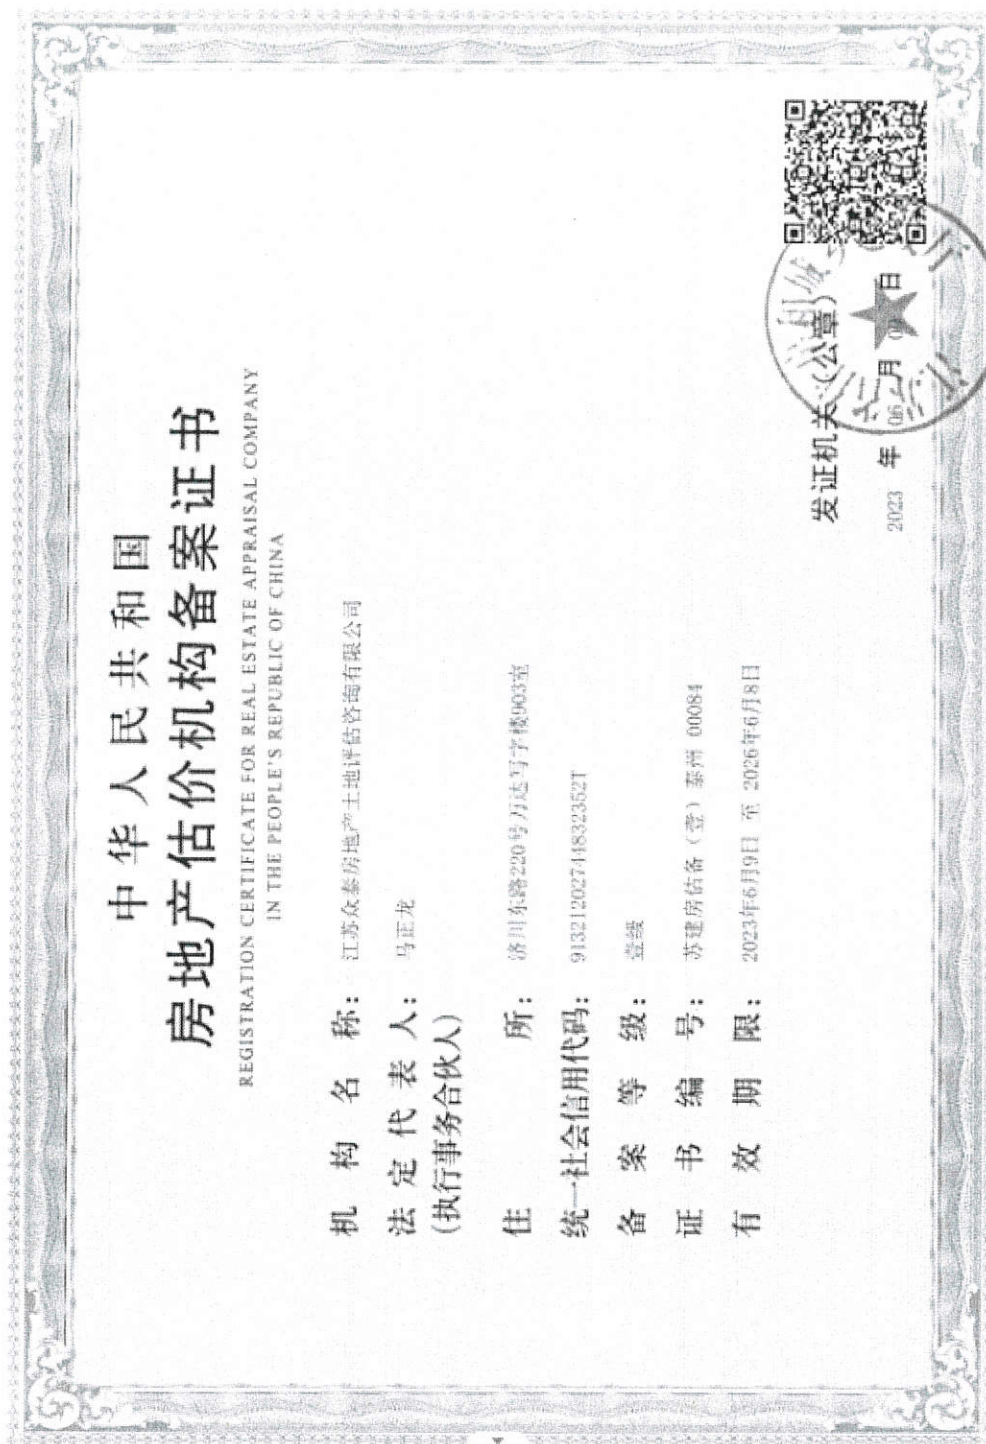 中华人民共和国
房地产估价机构备案证书
REGISTRATION CERTIFICATE FOR REAL ESTATE APPRAISAL COMPANY
IN THE PEOPLE'S REPUBLIC OF CHINA
机构名称： 江苏众泰房地产土地评估咨询有限公司
法定代表人： 马正龙
(执行事务合伙人)
住所： 济川东路220号万达写字楼903室
统一社会信用代码： 91321202744832352T
备案等级： 壹级
证书编号： 苏建房估备（壹）泰州 00084
有效期限： 2023年6月9日 至 2026年6月8日
发证机关（公章）
2023 年 06 月 09 日